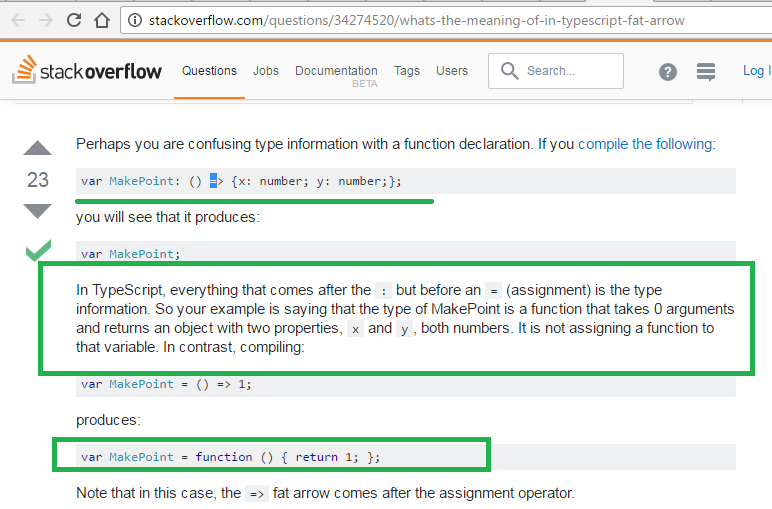 stackoverflow.com/questions/34274520/whats-the-meaning-of-in-typescript-fat-arrow
stackoverflow Questions Jobs Documentation Tags Users Search... ? Log I
BETA
Perhaps you are confusing type information with a function declaration. If you compile the following:
23
var MakePoint: () => {x: number; y: number;};
you will see that it produces:
var MakePoint;
In TypeScript, everything that comes after the : but before an = (assignment) is the type
information. So your example is saying that the type of MakePoint is a function that takes 0 arguments
and returns an object with two properties, x and y, both numbers. It is not assigning a function to
that variable. In contrast, compiling:
var MakePoint = () => 1;
produces:
var MakePoint = function () { return 1; };
Note that in this case, the => fat arrow comes after the assignment operator.